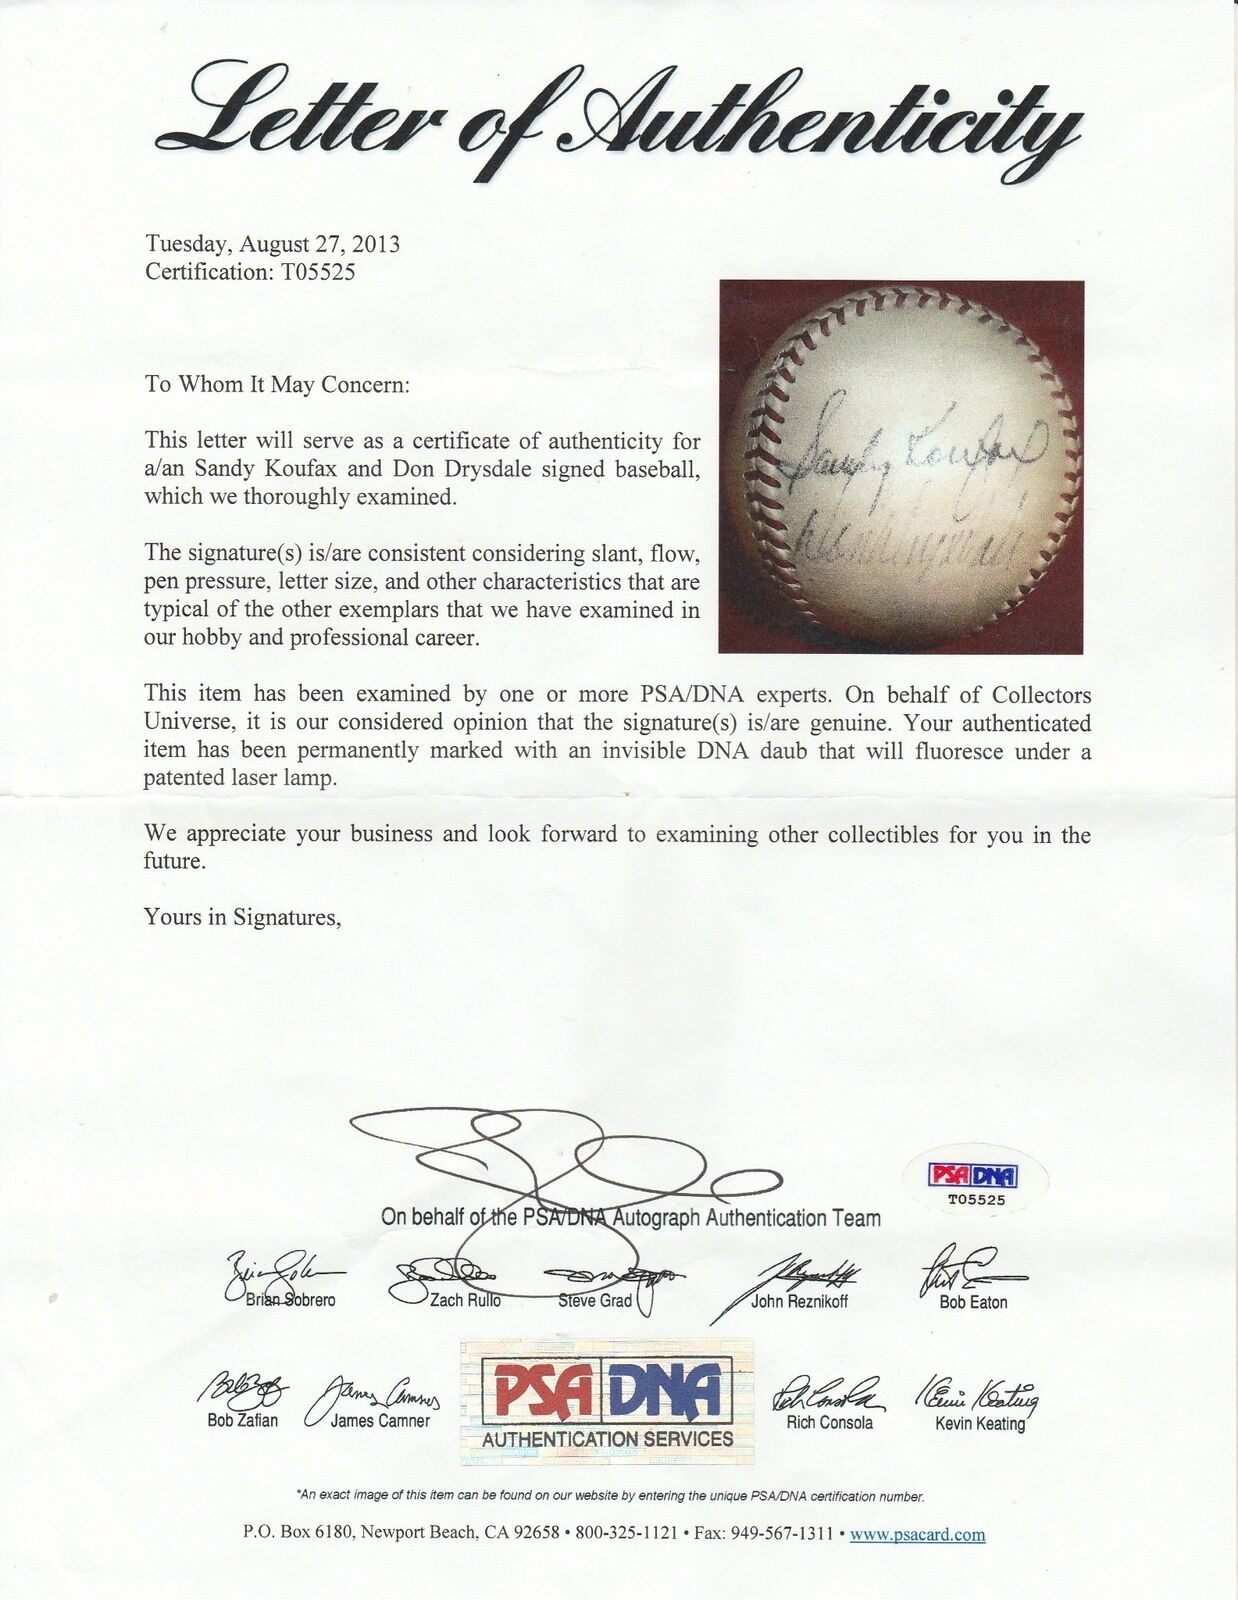 Letter of Authenticity
Tuesday, August 27, 2013
Certification: T05525
To Whom It May Concern:
This letter will serve as a certificate of authenticity for
a/an Sandy Koufax and Don Drysdale signed baseball,
which we thoroughly examined.
The signature(s) is/are consistent considering slant, flow,
pen pressure, letter size, and other characteristics that are
typical of the other exemplars that we have examined in
our hobby and professional career.
Sandy Koufax
This item has been examined by one or more PSA/DNA experts. On behalf of Collectors
Universe, it is our considered opinion that the signature(s) is/are genuine. Your authenticated
item has been permanently marked with an invisible DNA daub that will fluoresce under a
patented laser lamp.
We appreciate your business and look forward to examining other collectibles for you in the
future.
Yours in Signatures,
PSA DNA
T05525
On behalf of the PSA/DNA Autograph Authentication Team
Brian Sobrero Zach Rullo Steve Grad John Reznikoff Bob Eaton
James Camner Rich Consola Kevin Keating
Bob Zafian James Camner Rich Consola Kevin Keating
PSA DNA
AUTHENTICATION SERVICES
*An exact image of this item can be found on our website by entering the unique PSA/DNA certification number.
P.O. Box 6180, Newport Beach, CA 92658 • 800-325-1121 • Fax: 949-567-1311 • www.psacard.com